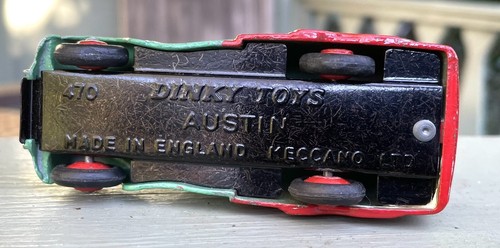 470 DINKY TOYS
AUSTIN
MADE IN ENGLAND MECCANO LTD